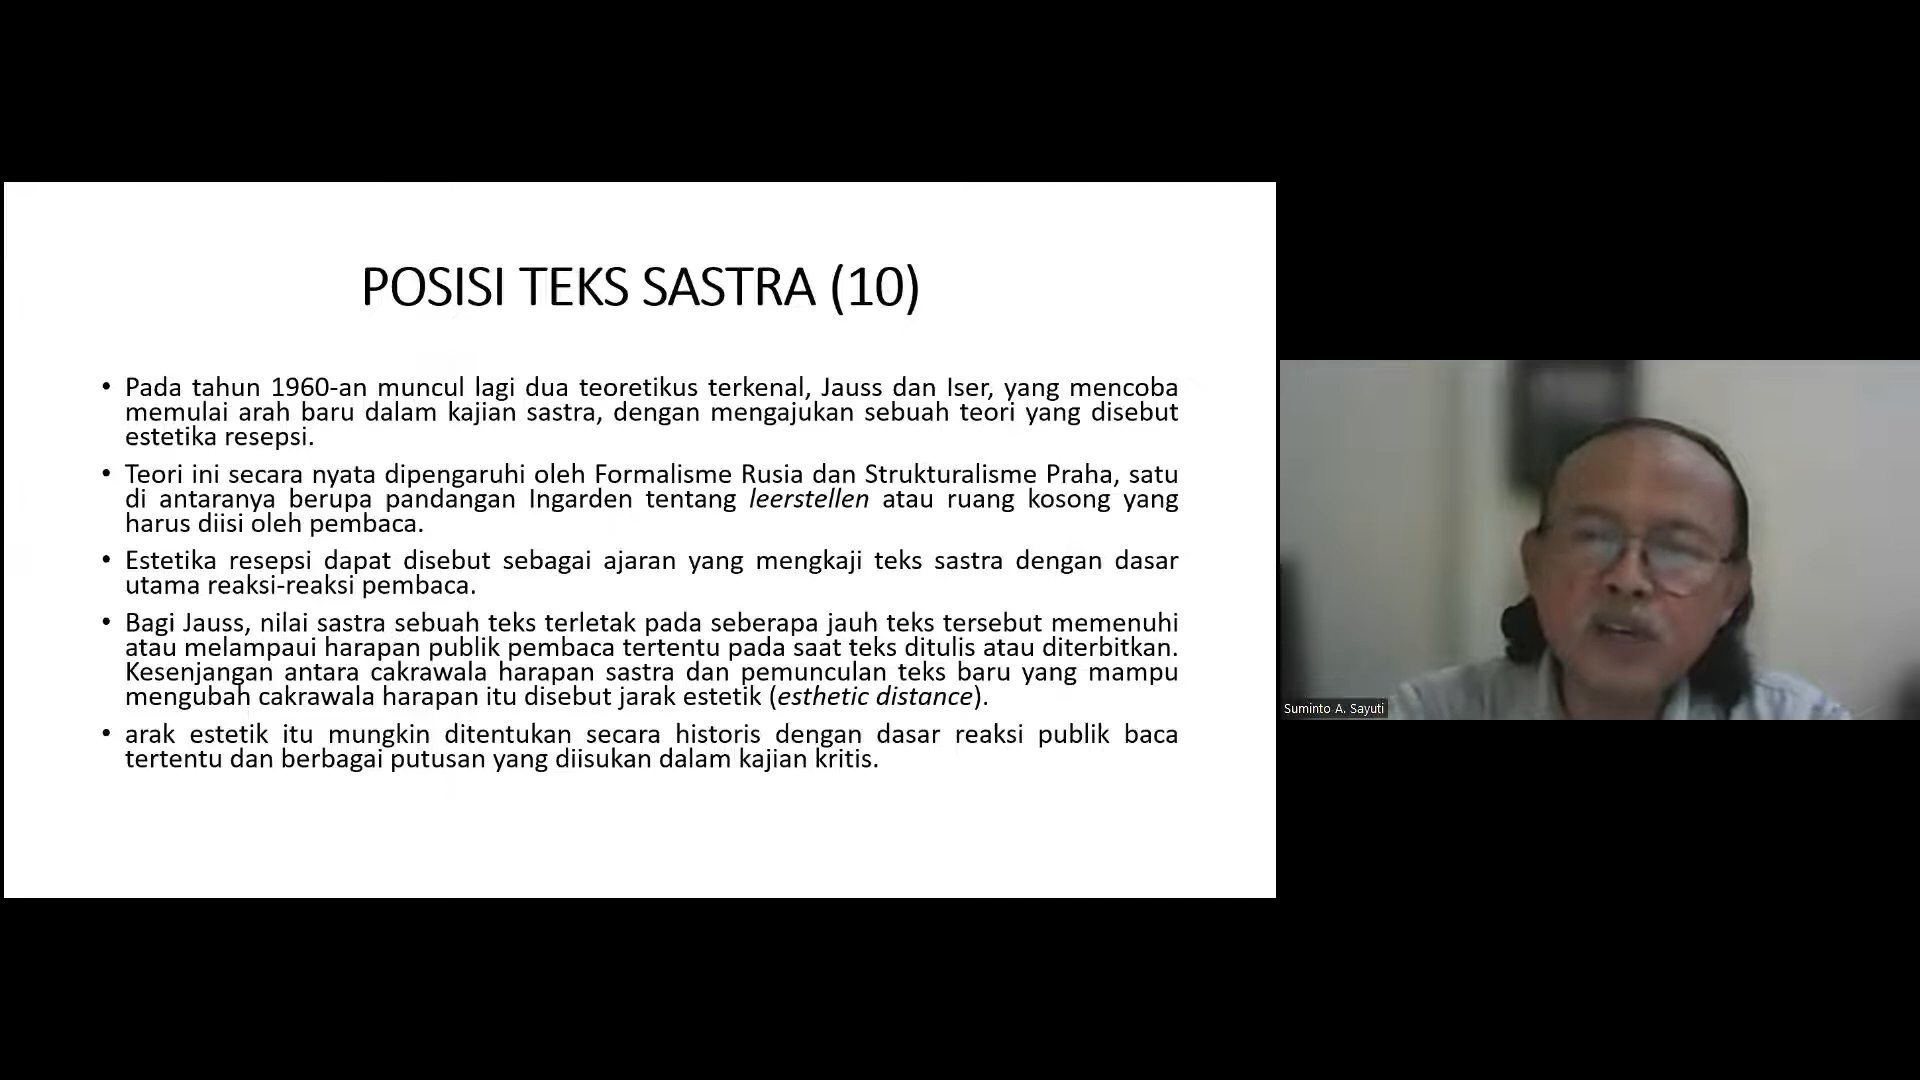 POSISI TEKS SASTRA (10)
• Pada tahun 1960-an muncul lagi dua teoretikus terkenal, Jauss dan Iser, yang mencoba
memulai arah baru dalam kajian sastra, dengan mengajukan sebuah teori yang disebut
estetika resepsi.
• Teori ini secara nyata dipengaruhi oleh Formalisme Rusia dan Strukturalisme Praha, satu
di antaranya berupa pandangan Ingarden tentang leerstellen atau ruang kosong yang
harus diisi oleh pembaca.
• Estetika resepsi dapat disebut sebagai ajaran yang mengkaji teks sastra dengan dasar
utama reaksi-reaksi pembaca.
• Bagi Jauss, nilai sastra sebuah teks terletak pada seberapa jauh teks tersebut memenuhi
atau melampaui harapan publik pembaca tertentu pada saat teks ditulis atau diterbitkan.
Kesenjangan antara cakrawala harapan sastra dan pemunculan teks baru yang mampu
mengubah cakrawala harapan itu disebut jarak estetik (esthetic distance).
• arak estetik itu mungkin ditentukan secara historis dengan dasar reaksi publik baca
tertentu dan berbagai putusan yang diisukan dalam kajian kritis.
Suminto A. Sayuti